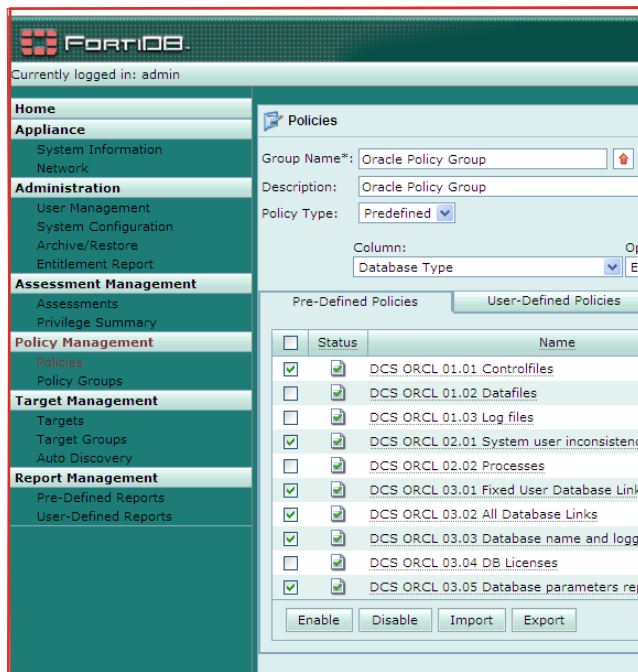 FORTIDB.
Currently logged in: admin
Home
Appliance
System Information
Network
Administration
User Management
System Configuration
Archive/Restore
Entitlement Report
Assessment Management
Assessments
Privilege Summary
Policy Management
Policies
Policy Groups
Target Management
Targets
Target Groups
Auto Discovery
Report Management
Pre-Defined Reports
User-Defined Reports
Policies
Group Name*: Oracle Policy Group
Description: Oracle Policy Group
Policy Type: Predefined
Column:
Database Type
Pre-Defined Policies User-Defined Policies
Status Name
DCS ORCL 01.01 Controlfiles
DCS ORCL 01.02 Datafiles
DCS ORCL 01.03 Log files
DCS ORCL 02.01 System user
DCS ORCL 02.02 Processes
DCS ORCL 03.01 Fixed User Database
DCS ORCL 03.02 All Database Links
DCS ORCL 03.03 Database name and
DCS ORCL 03.04 DB Licenses
DCS ORCL 03.05 Database parameters
Enable Disable Import Export